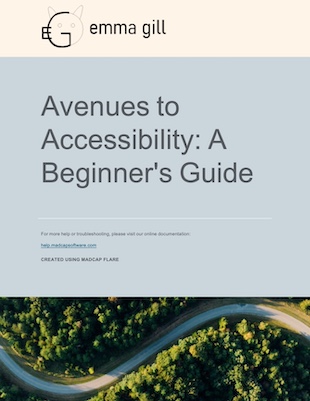 EG emma gill
Avenues to
Accessibility: A
Beginner's Guide
For more help or troubleshooting, please visit our online documentation:
help.madcapsoftware.com
CREATED USING MADCAP FLARE